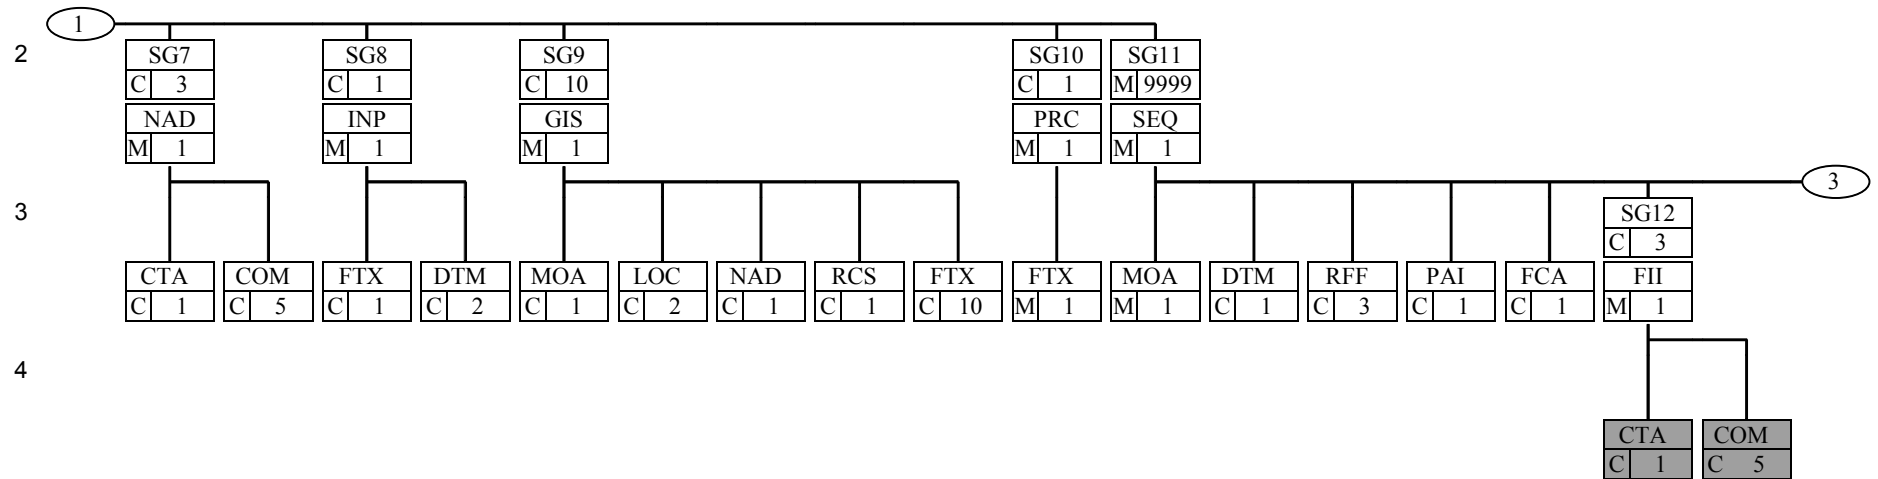 1
2 SG7 SG8 SG9 SG10 SG11
C 3 C 1 C 10 C 1 M 9999
NAD INP GIS PRC SEQ
M 1 M 1 M 1 M 1 M 1
3
3 SG12
C 3
CTA COM FTX DTM MOA LOC NAD RCS FTX FTX MOA DTM RFF PAI FCA FII
C 1 C 5 C 1 C 2 C 1 C 2 C 1 C 1 C 10 M 1 M 1 C 1 C 3 C 1 C 1 M 1
4
CTA COM
C 1 C 5